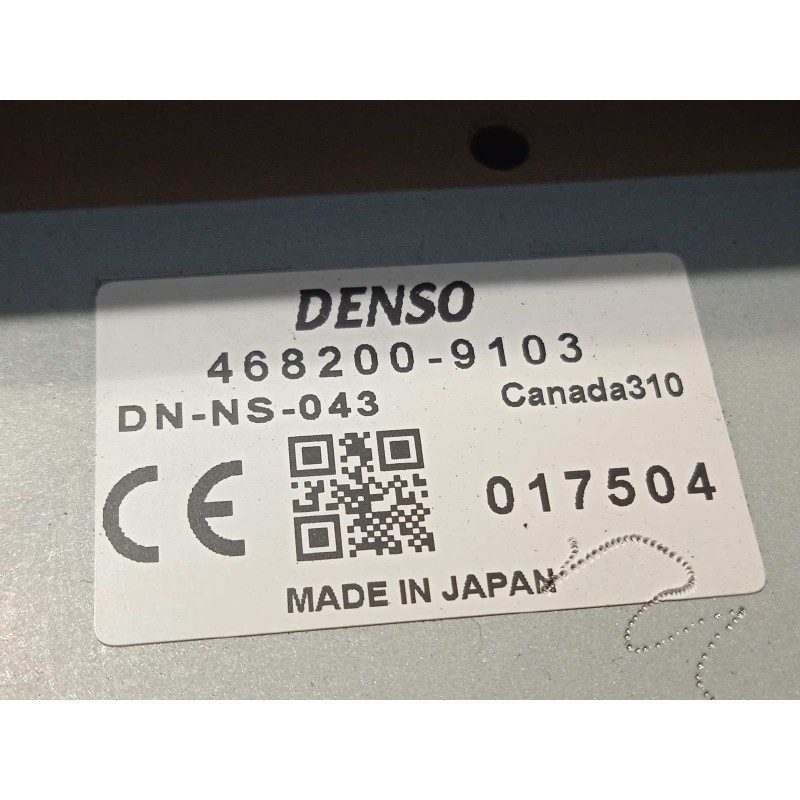 DENSO
468200-9103
DN-NS-043 Canada310
CE 017504
MADE IN JAPAN